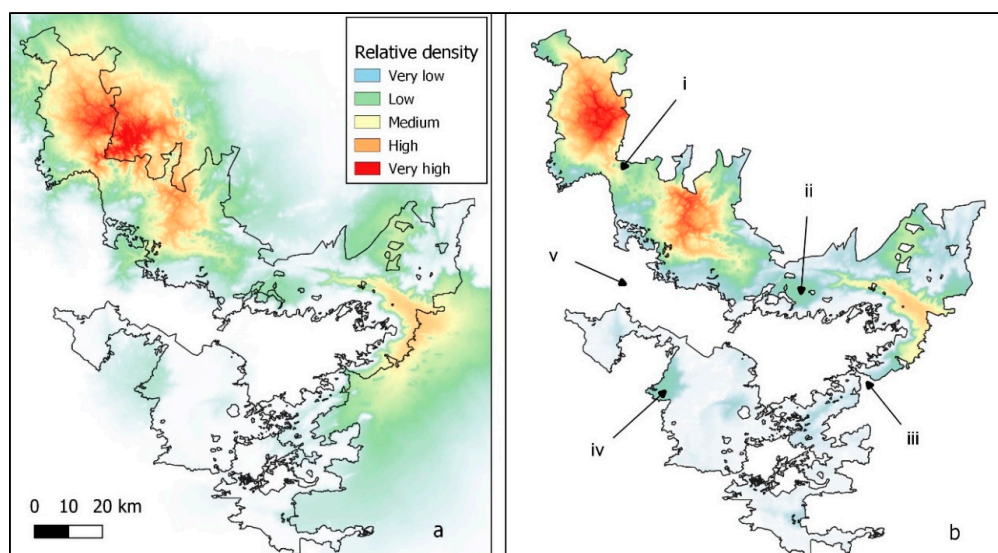 Relative density
Very low
Low
Medium
High
Very high
0 10 20 km
a
i
ii
v
iv
iii
b